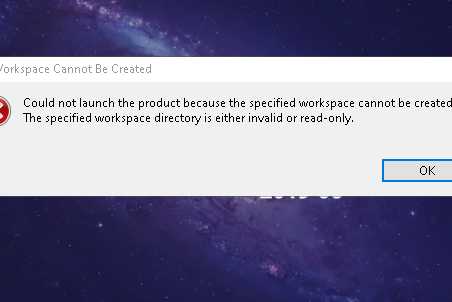 Workspace Cannot Be Created
Could not launch the product because the specified workspace cannot be created
The specified workspace directory is either invalid or read-only.
OK